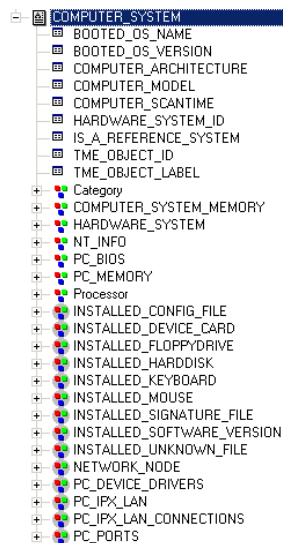 COMPUTER_SYSTEM
BOOTED_OS_NAME
BOOTED_OS_VERSION
COMPUTER_ARCHITECTURE
COMPUTER_MODEL
COMPUTER_SCANTIME
HARDWARE_SYSTEM_ID
IS_A_REFERENCE_SYSTEM
TME_OBJECT_ID
TME_OBJECT_LABEL
Category
COMPUTER_SYSTEM_MEMORY
HARDWARE_SYSTEM
NT_INFO
PC_BIOS
PC_MEMORY
Processor
INSTALLED_CONFIG_FILE
INSTALLED_DEVICE_CARD
INSTALLED_FLOPPYDRIVE
INSTALLED_HARDDISK
INSTALLED_KEYBOARD
INSTALLED_MOUSE
INSTALLED_SIGNATURE_FILE
INSTALLED_SOFTWARE_VERSION
INSTALLED_UNKNOWN_FILE
NETWORK_NODE
PC_DEVICE_DRIVERS
PC_IPX_LAN
PC_IPX_LAN_CONNECTIONS
PC_PORTS